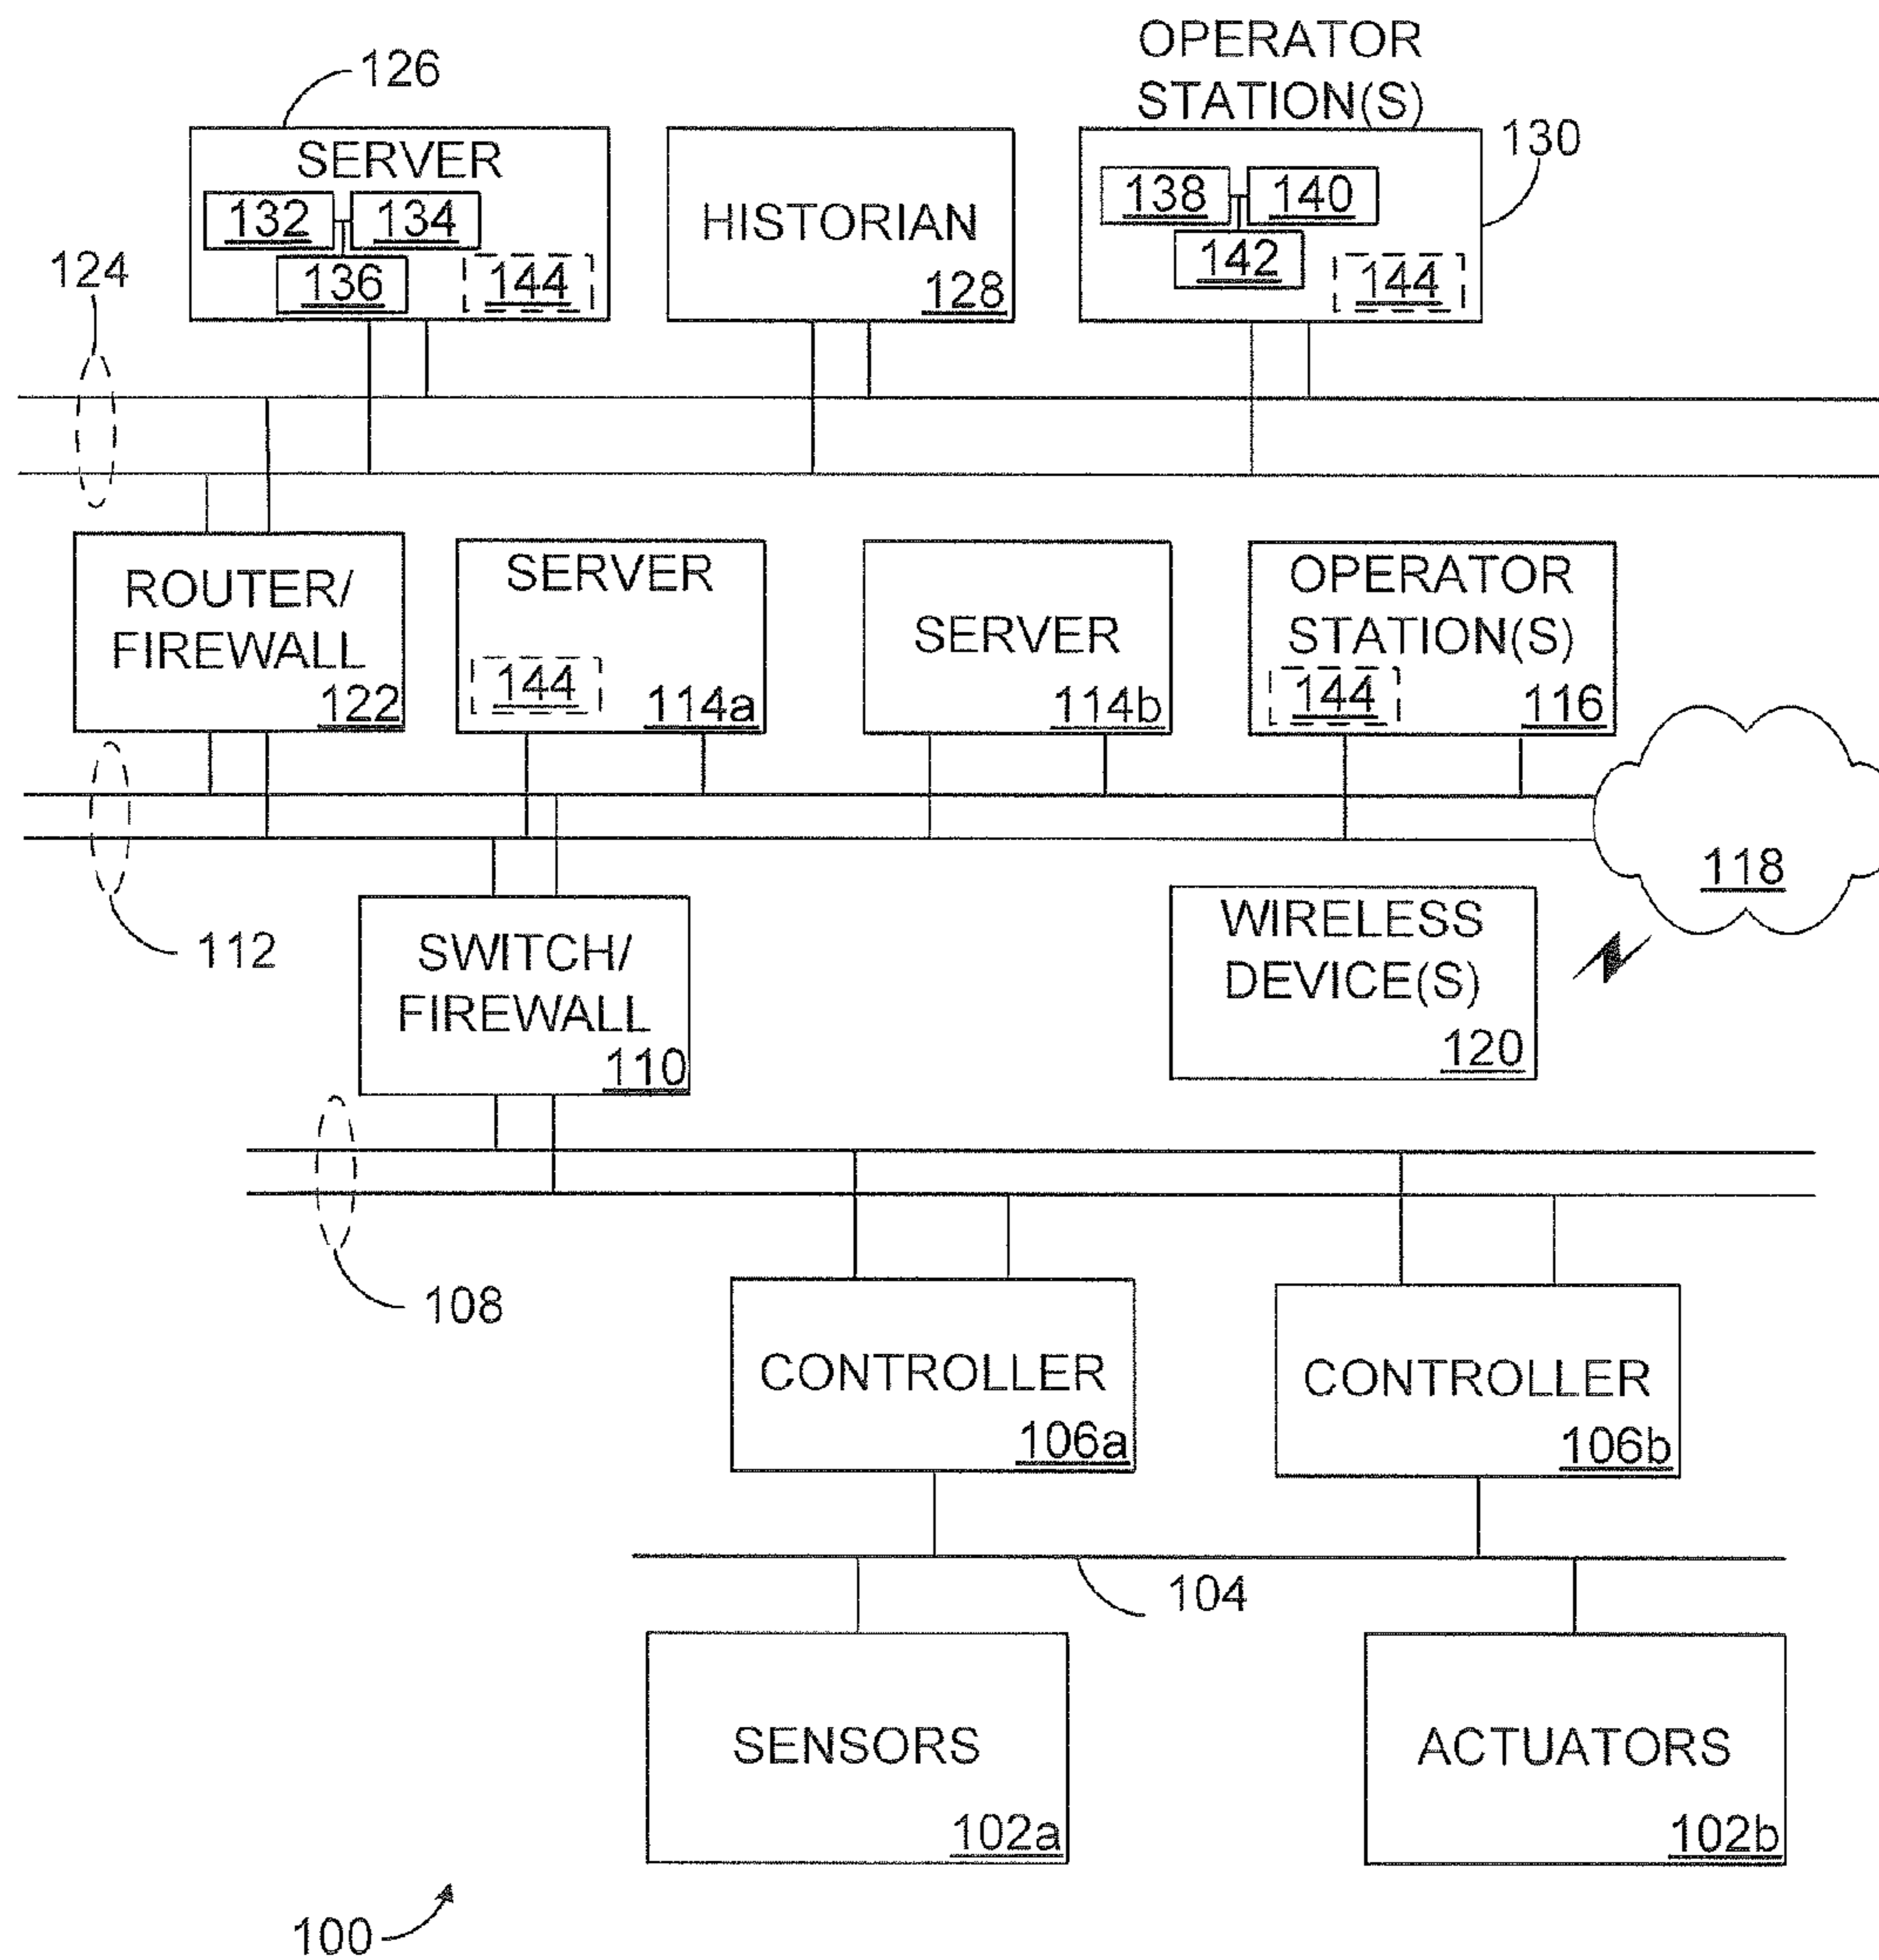 OPERATOR
STATION(S)
126
130
SERVER
132 134
136 144
HISTORIAN
128
138 140
142 144
124
ROUTER/
FIREWALL
122
SERVER
144 114a
SERVER
114b
OPERATOR
STATION(S)
144 116
118
112
SWITCH/
FIREWALL
110
WIRELESS
DEVICE(S)
120
108
CONTROLLER
106a
CONTROLLER
106b
104
SENSORS
102a
ACTUATORS
102b
100